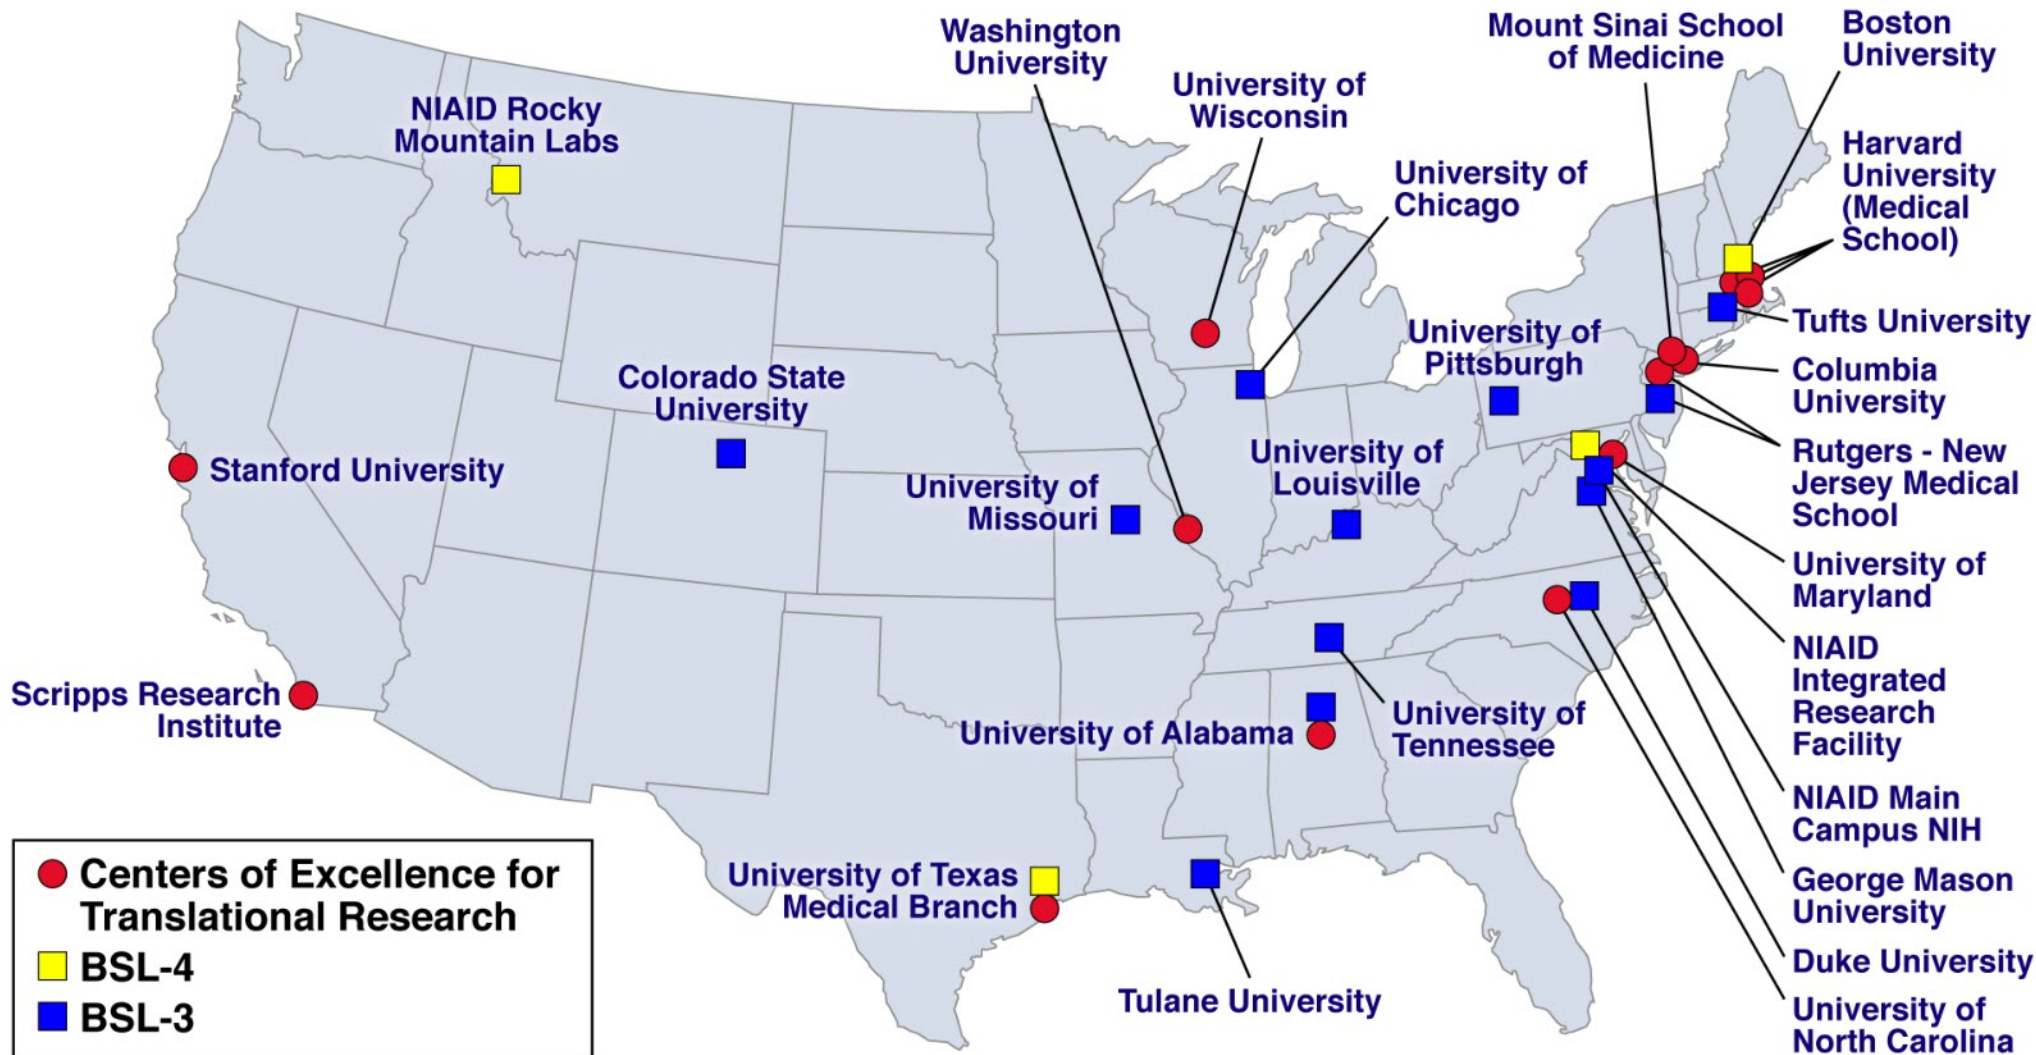 Washington
University
University of
Wisconsin
Mount Sinai School
of Medicine
Boston
University
NIAID Rocky
Mountain Labs
University of
Chicago
Harvard
University
(Medical
School)
Tufts University
University of
Pittsburgh
Columbia
University
Colorado State
University
Stanford University
University of
Missouri
University of
Louisville
Rutgers - New
Jersey Medical
School
University of
Maryland
NIAID
Integrated
Research
Facility
Scripps Research
Institute
University of Alabama
University of
Tennessee
NIAID Main
Campus NIH
George Mason
University
University of Texas
Medical Branch
Duke University
Tulane University
University of
North Carolina
Centers of Excellence for
Translational Research
BSL-4
BSL-3